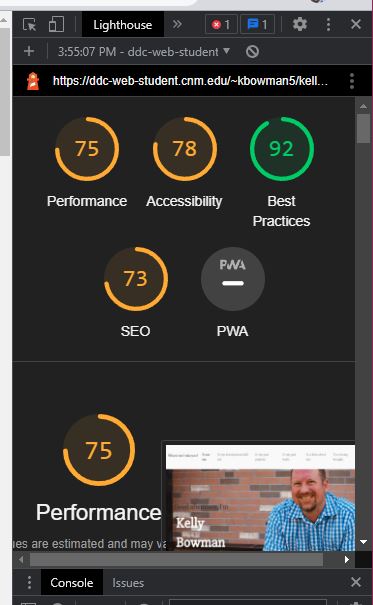 Lighthouse
1
1
3:55:07 PM - ddc-web-student
https://ddc-web-student.cnm.edu/~kbowman5/kell...
75
78
92
Performance
Accessibility
Best
Practices
73
PWA
SEO
PWA
75
Performance
ues are estimated and may va
Kelly
Bowman
Console
Issues